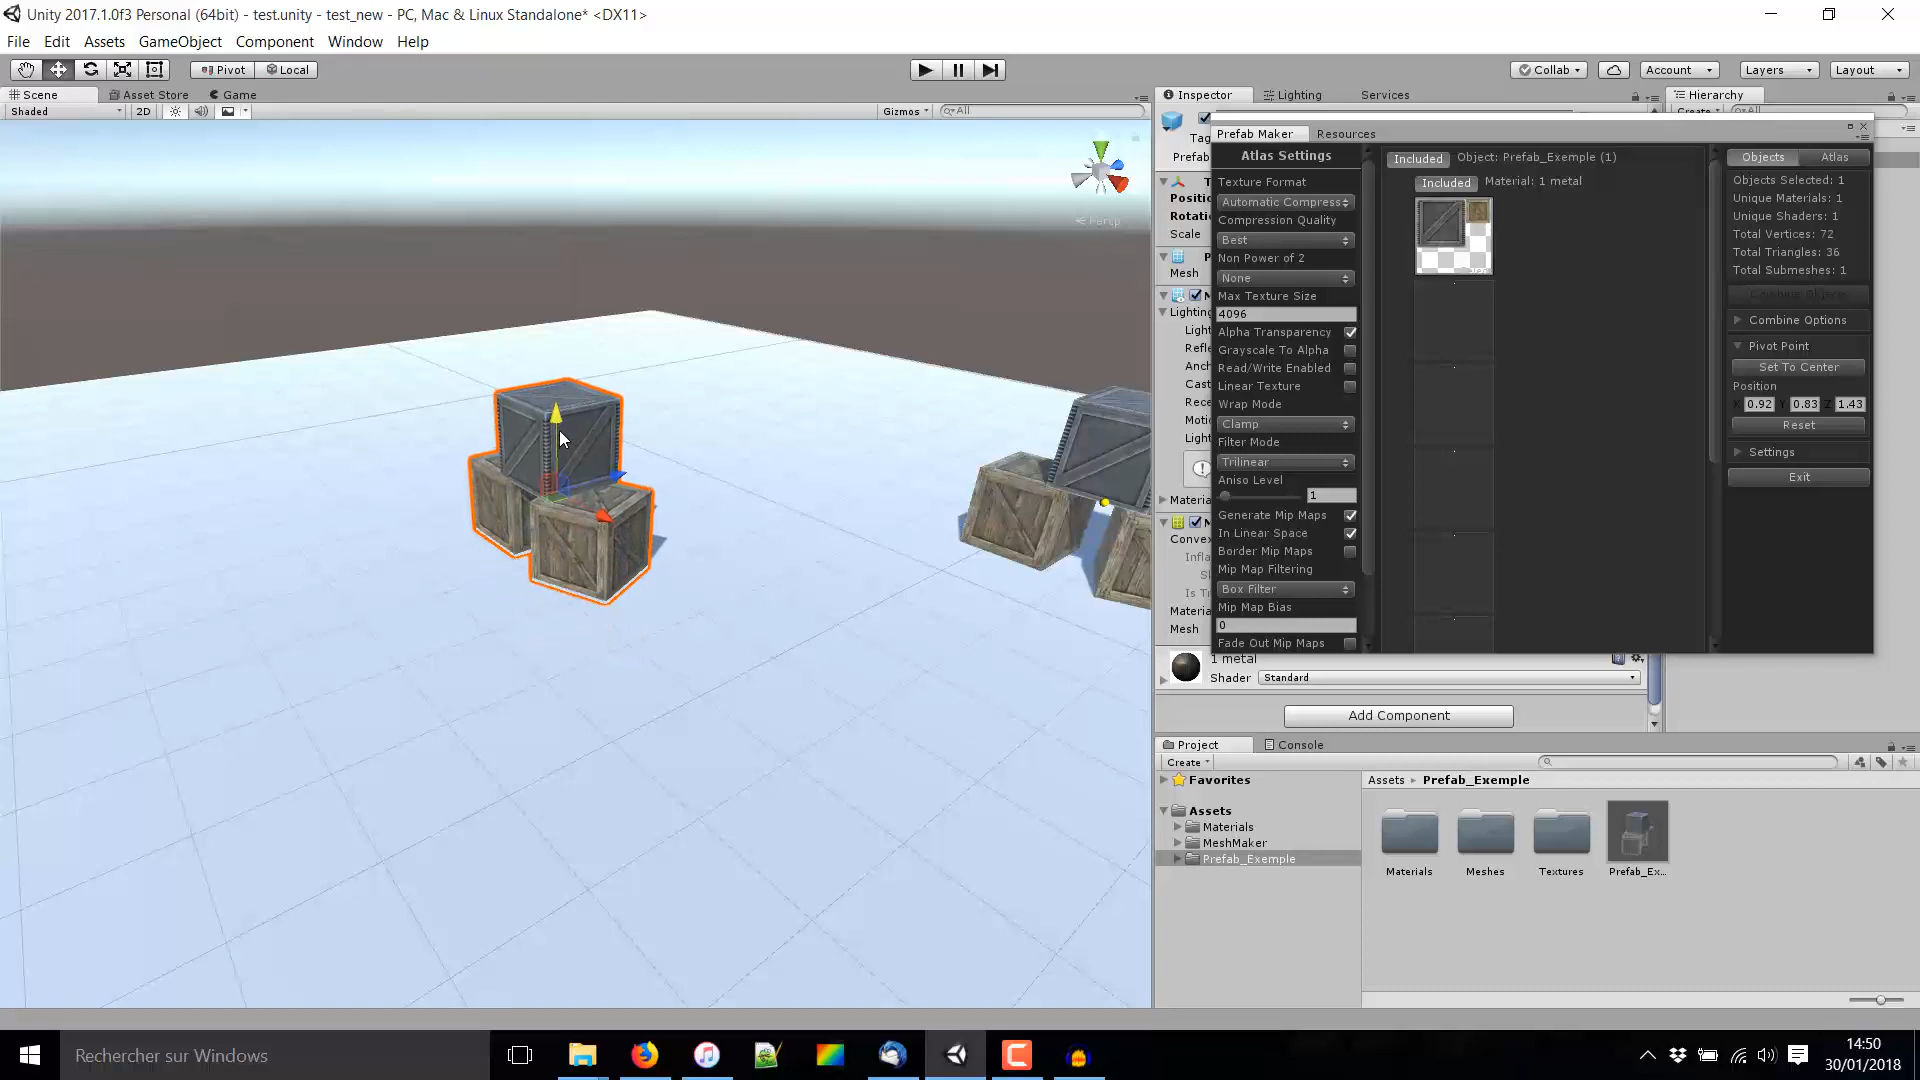 Unity 2017.1.0f3 Personal (64bit) - test.unity - test_new - PC, Mac & Linux Standalone* <DX11>
File Edit Assets GameObject Component Window Help
Pivot Local
Collab Account Layers Layout
Scene Asset Store Game
Shaded 2D Gizmos All
Persp
Inspector Lighting Services
Hierarchy
Create All
Tag
Prefab
Positio
Rotati
Scale
Mesh
Lighting
Light
Refle
Anch
Cast
Rece
Motio
Light
Materia
Conve
Infla
Is Tr
Materia
Mesh
Prefab Maker Resources
Atlas Settings
Texture Format
Automatic Compress
Compression Quality
Best
Non Power of 2
None
Max Texture Size
4096
Alpha Transparency
Grayscale To Alpha
Read/Write Enabled
Linear Texture
Wrap Mode
Clamp
Filter Mode
Trilinear
Aniso Level
1
Generate Mip Maps
In Linear Space
Border Mip Maps
Mip Map Filtering
Box Filter
Mip Map Bias
0
Fade Out Mip Maps
Included Object: Prefab_Exemple (1)
Included Material: 1 metal
Objects Atlas
Objects Selected: 1
Unique Materials: 1
Unique Shaders: 1
Total Vertices: 72
Total Triangles: 36
Total Submeshes: 1
Combine Options
Pivot Point
Set To Center
Position
X 0.92 Y 0.83 Z 1.43
Reset
Settings
Exit
1 metal
Shader Standard
Add Component
Project Console
Create
Favorites
Assets
Materials
MeshMaker
Prefab_Exemple
Assets Prefab_Exemple
Materials Meshes Textures Prefab_Ex...
Rechercher sur Windows
14:50
30/01/2018